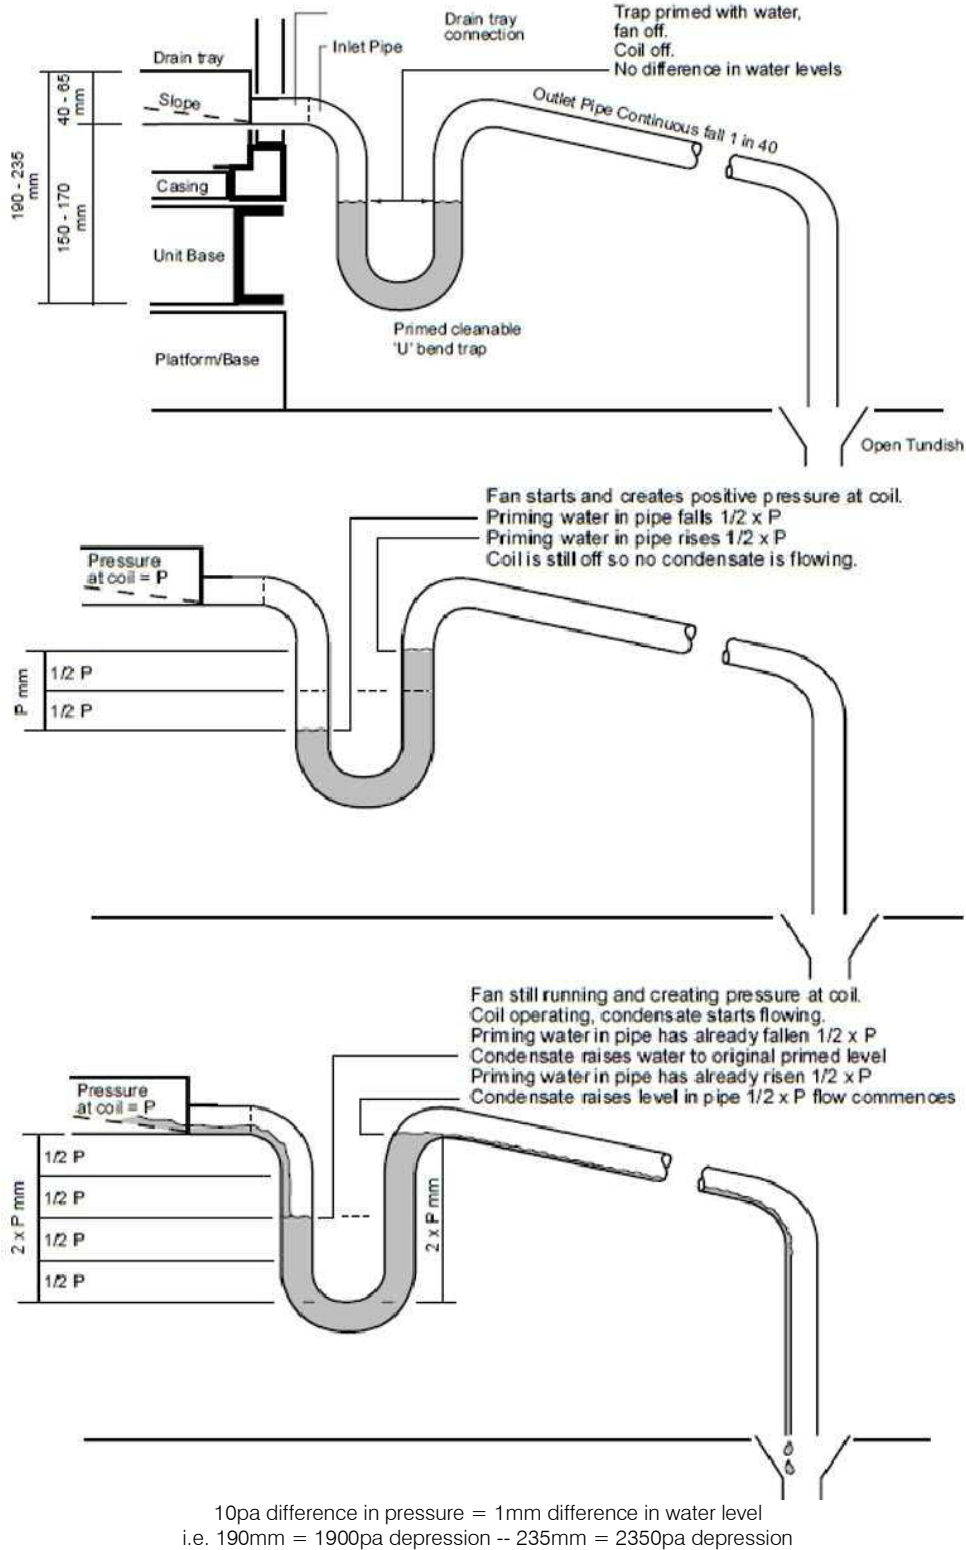 Trap primed with water,
fan off.
Coil off.
No difference in water levels
Drain tray
connection
Inlet Pipe
Drain tray
Slope
Outlet Pipe Continuous fall 1 in 40
40 - 65
mm
190 - 235
mm
150 - 170
mm
Casing
Unit Base
Platform/Base
Primed cleanable
'U' bend trap
Open Tundish
Fan starts and creates positive pressure at coil.
Priming water in pipe falls 1/2 x P
Priming water in pipe rises 1/2 x P
Coil is still off so no condensate is flowing.
Pressure
at coil = P
P mm
1/2 P
1/2 P
Fan still running and creating pressure at coil.
Coil operating, condensate starts flowing.
Priming water in pipe has already fallen 1/2 x P
Condensate raises water to original primed level
Priming water in pipe has already risen 1/2 x P
Condensate raises level in pipe 1/2 x P flow commences
Pressure
at coil = P
2 x P mm
1/2 P
1/2 P
1/2 P
1/2 P
2 x P mm
10pa difference in pressure = 1mm difference in water level
i.e. 190mm = 1900pa depression -- 235mm = 2350pa depression